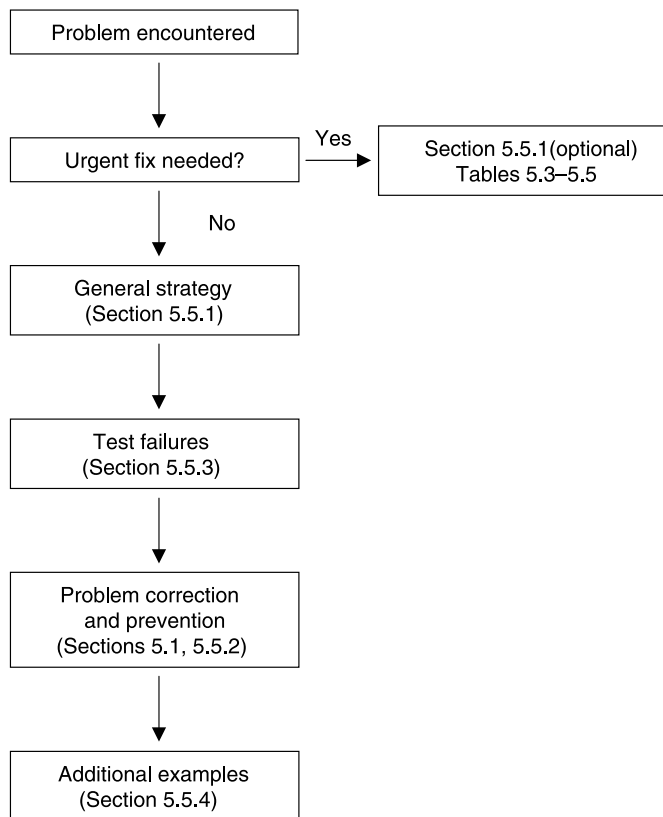 Problem encountered
Urgent fix needed?
Yes
Section 5.5.1(optional)
Tables 5.3–5.5
No
General strategy
(Section 5.5.1)
Test failures
(Section 5.5.3)
Problem correction
and prevention
(Sections 5.1, 5.5.2)
Additional examples
(Section 5.5.4)